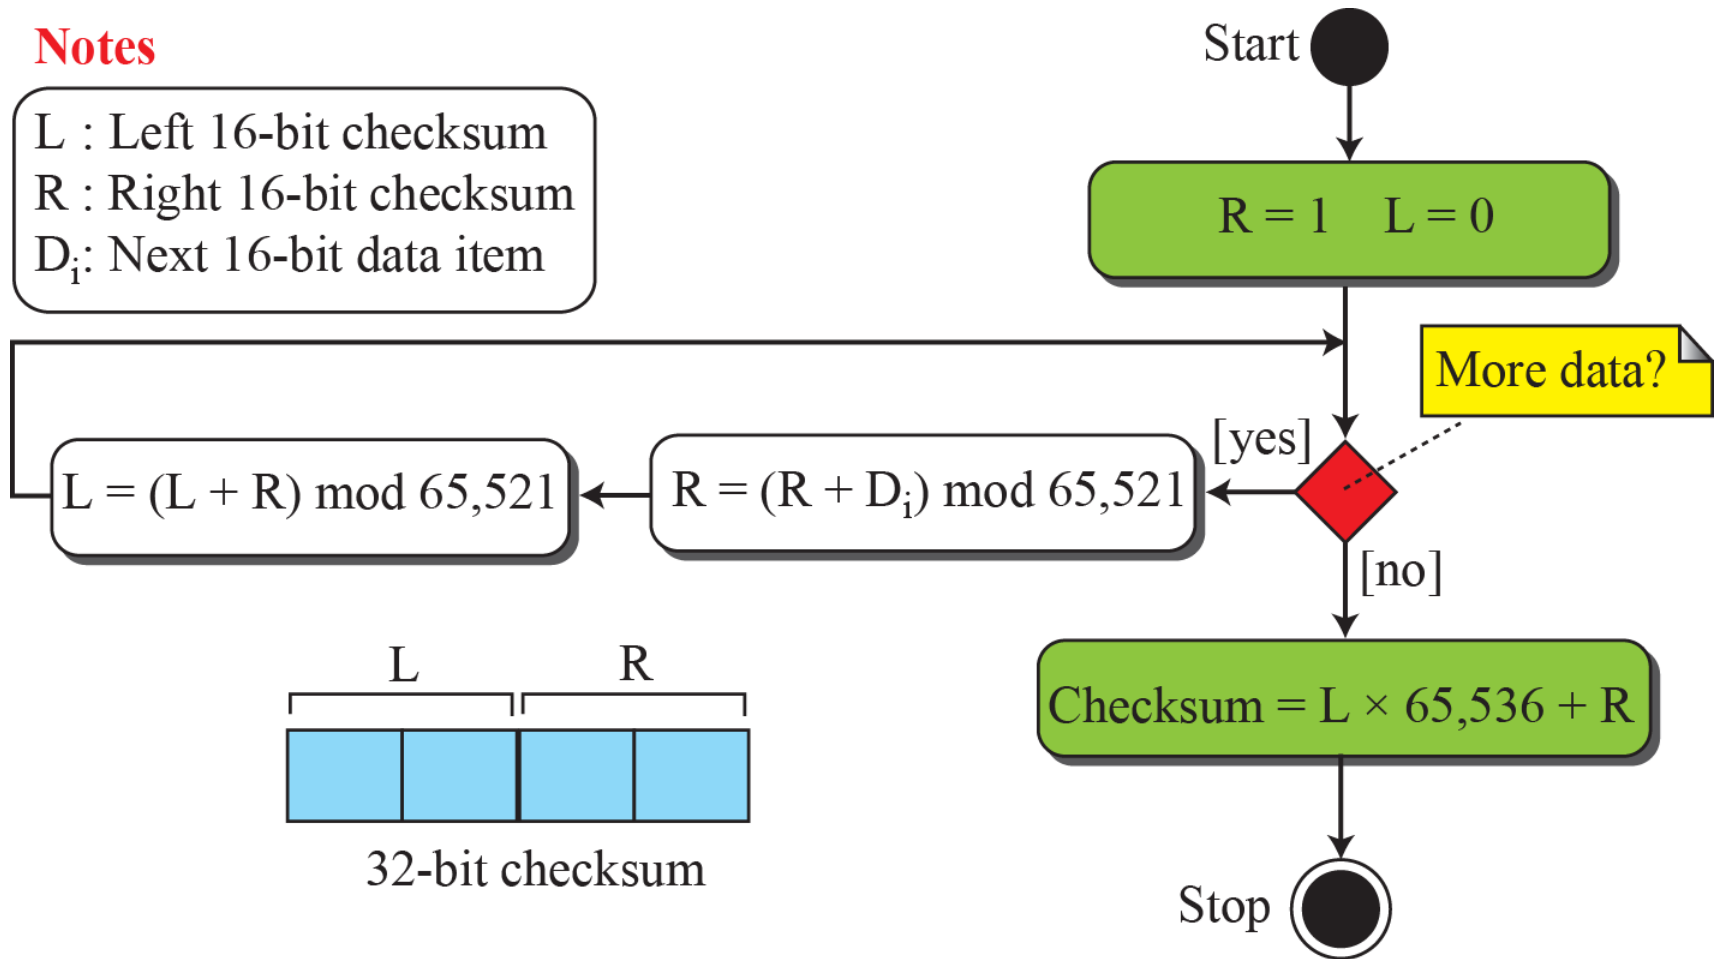 Notes
L : Left 16-bit checksum
R : Right 16-bit checksum
Dᵢ: Next 16-bit data item
Start
R = 1 L = 0
More data?
[yes]
R = (R + Dᵢ) mod 65,521
L = (L + R) mod 65,521
[no]
Checksum = L × 65,536 + R
L R
32-bit checksum
Stop